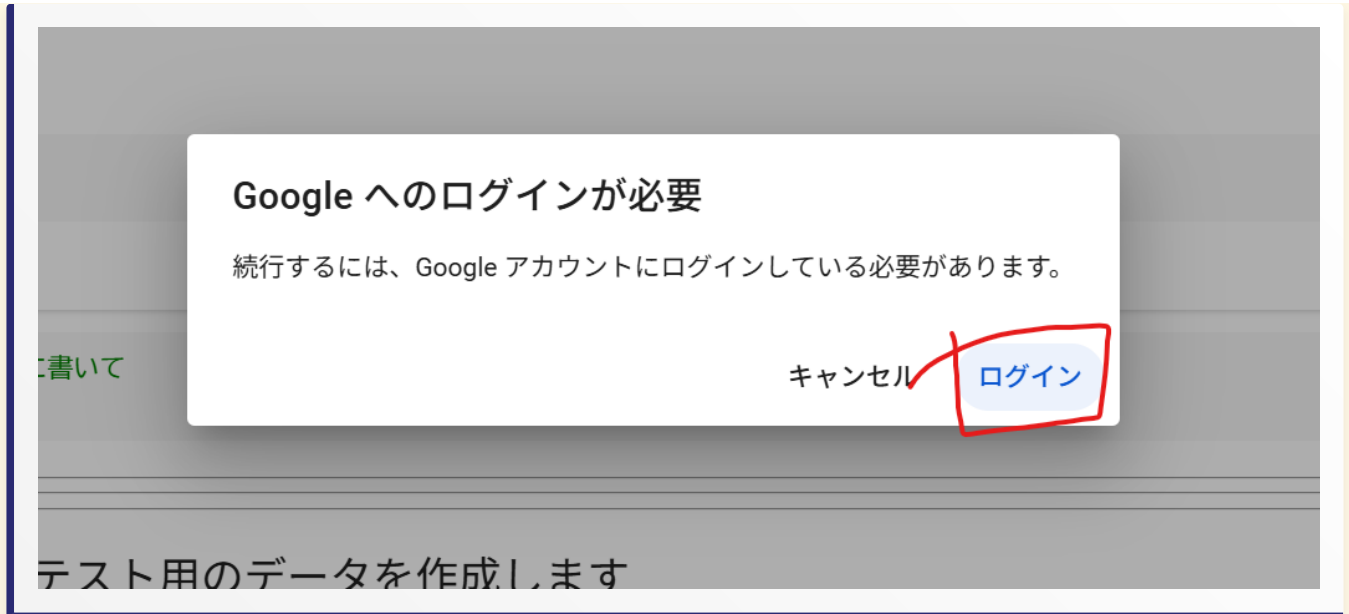 Google へのログインが必要
続行するには、Google アカウントにログインしている必要があります。
に書いて
キャンセル ログイン
テスト用のデータを作成します